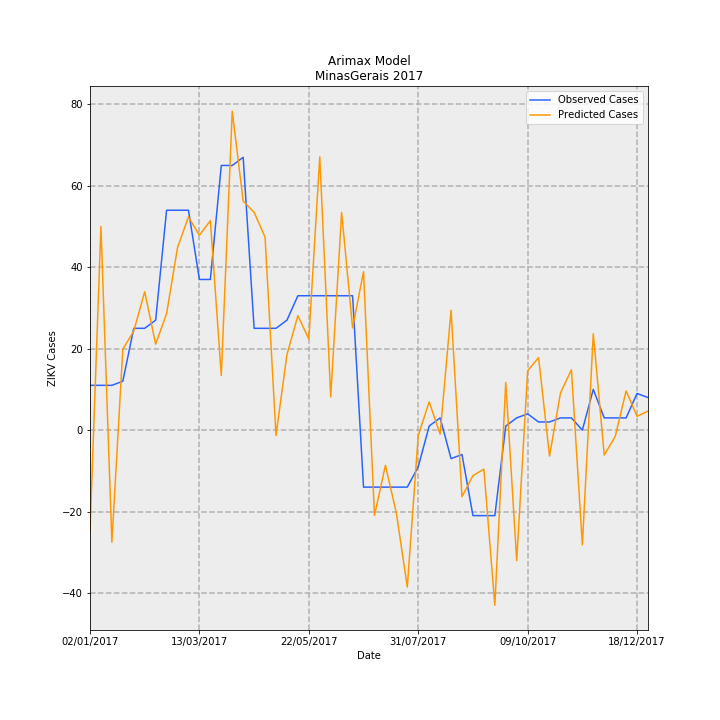 Arimax Model
MinasGerais 2017
Observed Cases
Predicted Cases
ZIKV Cases
80
60
40
20
0
−20
−40
02/01/2017 13/03/2017 22/05/2017 31/07/2017 09/10/2017 18/12/2017
Date